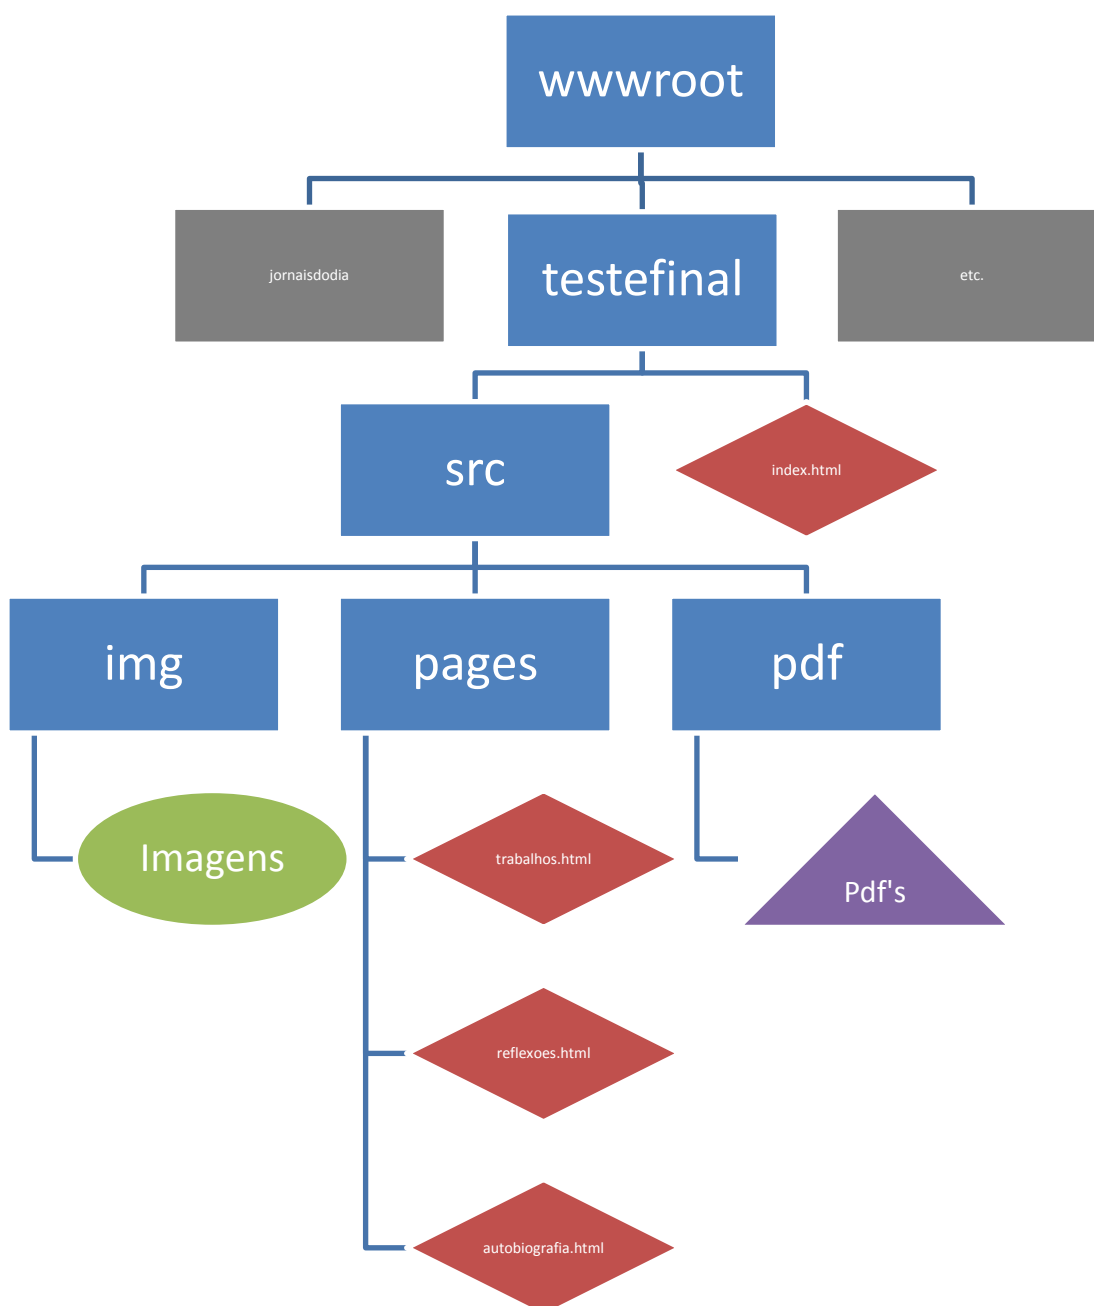 wwwroot
jornaisdodia
testefinal
etc.
src
index.html
img
pages
pdf
Imagens
trabalhos.html
Pdf's
reflexoes.html
autobiografia.html